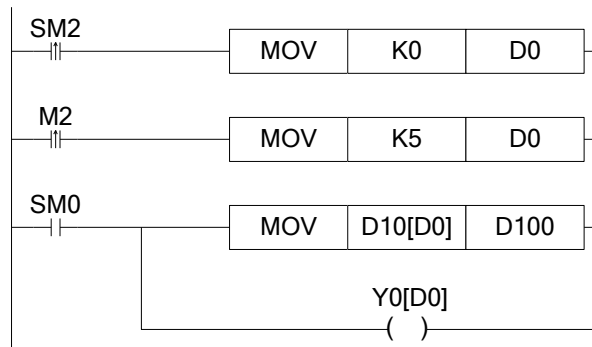 SM2
MOV K0 D0
M2
MOV K5 D0
SM0
MOV D10[D0] D100
Y0[D0]
( )